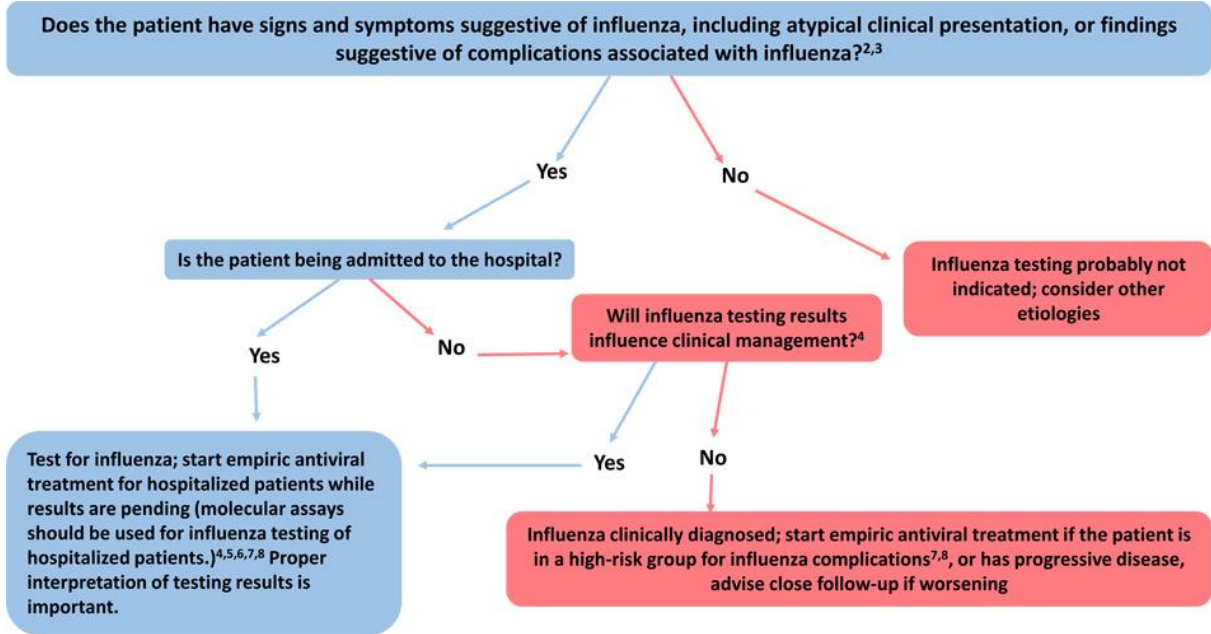 Does the patient have signs and symptoms suggestive of influenza, including atypical clinical presentation, or findings
suggestive of complications associated with influenza?2,3
Yes
No
Is the patient being admitted to the hospital?
Influenza testing probably not
indicated; consider other
etiologies
Will influenza testing results
influence clinical management?4
Yes
No
Test for influenza; start empiric antiviral
treatment for hospitalized patients while
results are pending (molecular assays
should be used for influenza testing of
hospitalized patients.)4,5,6,7,8 Proper
interpretation of testing results is
important.
Yes
No
Influenza clinically diagnosed; start empiric antiviral treatment if the patient is
in a high-risk group for influenza complications7,8, or has progressive disease,
advise close follow-up if worsening